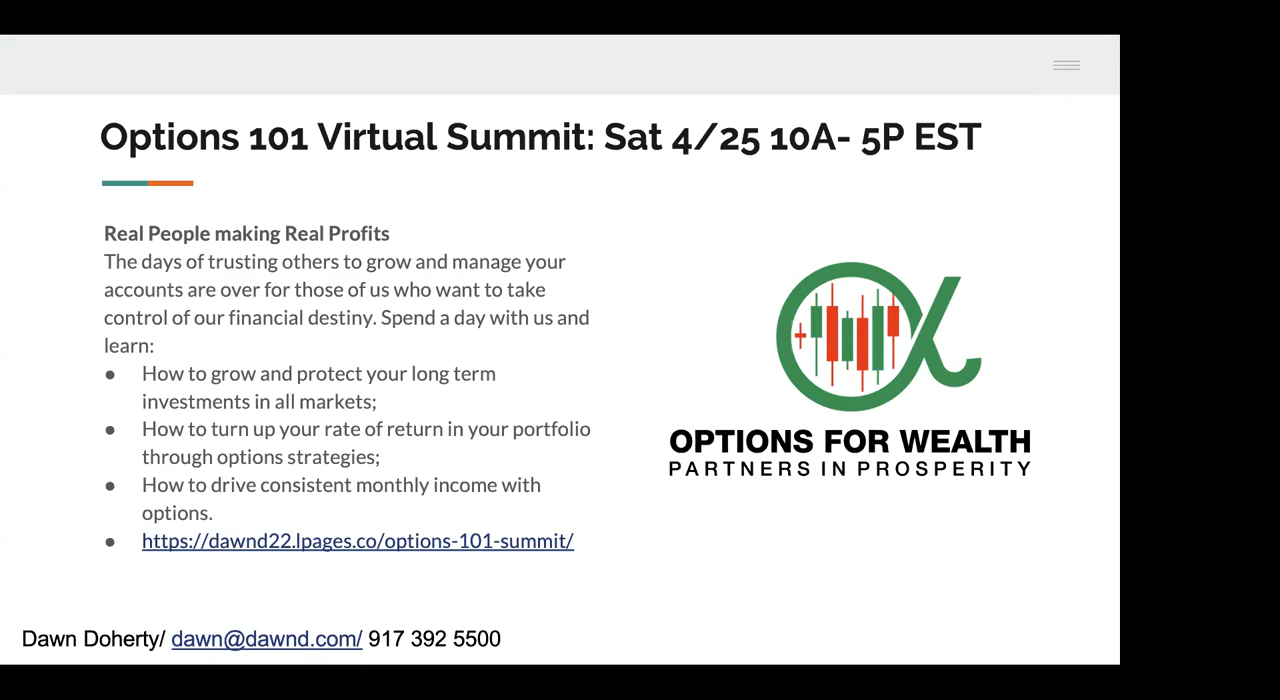 Options 101 Virtual Summit: Sat 4/25 10A- 5P EST
Real People making Real Profits
The days of trusting others to grow and manage your
accounts are over for those of us who want to take
control of our financial destiny. Spend a day with us and
learn:
● How to grow and protect your long term
investments in all markets;
● How to turn up your rate of return in your portfolio
through options strategies;
● How to drive consistent monthly income with
options.
● https://dawnd22.lpages.co/options-101-summit/
OPTIONS FOR WEALTH
PARTNERS IN PROSPERITY
Dawn Doherty/ dawn@dawnd.com/ 917 392 5500